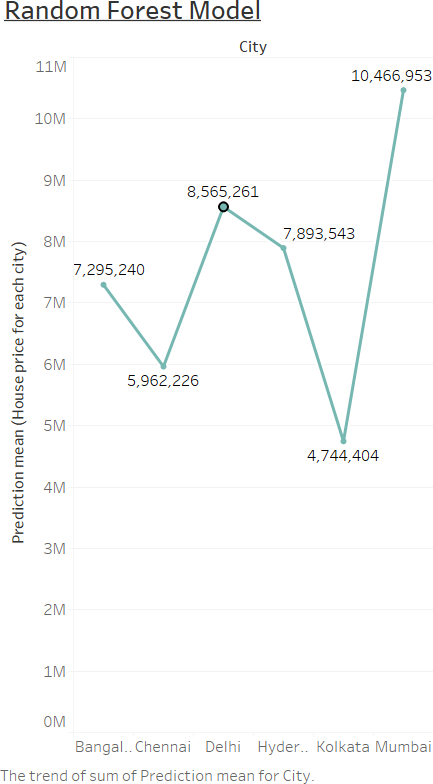 Random Forest Model
City
11M
10,466,953
10M
9M
8,565,261
8M
7,893,543
7,295,240
7M
6M
5,962,226
5M
4,744,404
4M
3M
2M
1M
0M
Prediction mean (House price for each city)
Bangal.. Chennai Delhi Hyder.. Kolkata Mumbai
The trend of sum of Prediction mean for City.